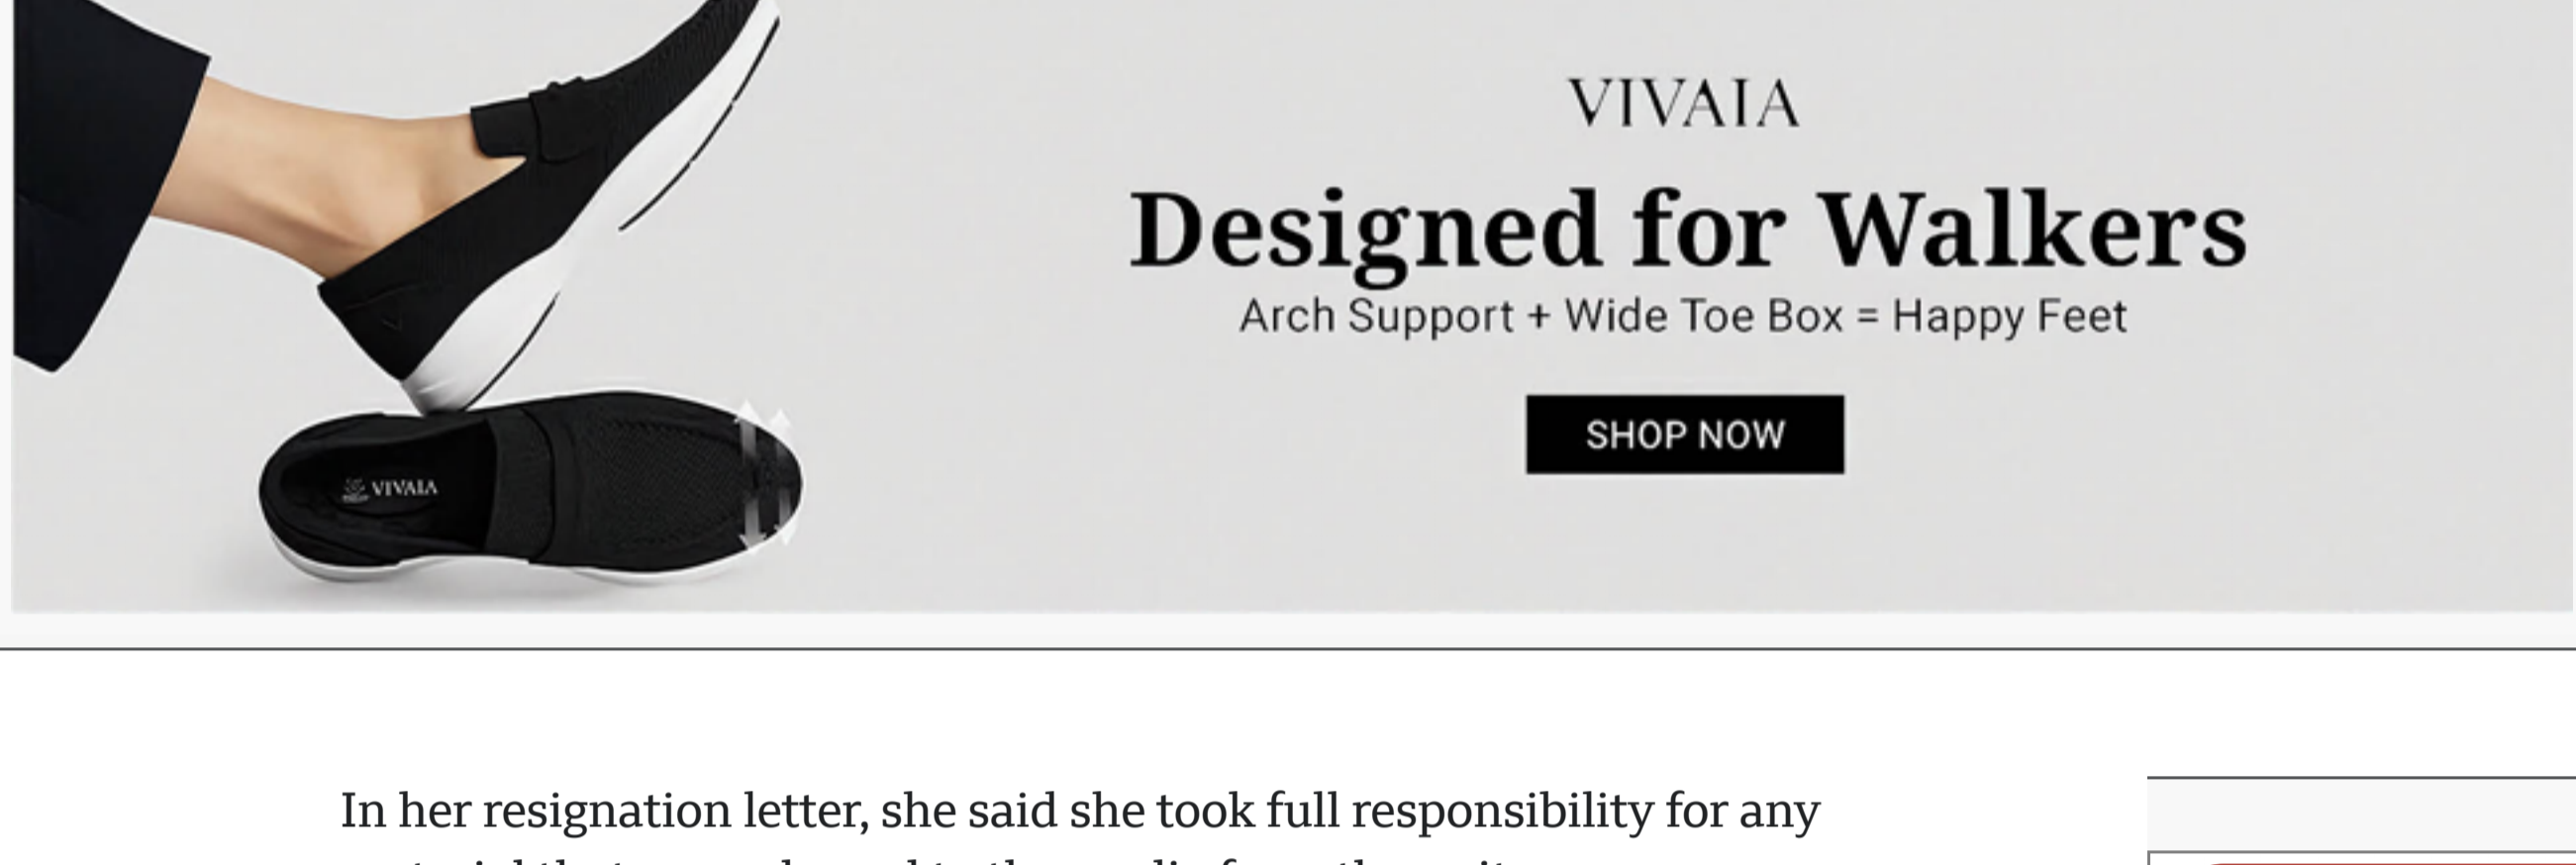 VIVAIA
Designed for Walkers
Arch Support + Wide Toe Box = Happy Feet
SHOP NOW
VIVAIA
In her resignation letter, she said she took full responsibility for any